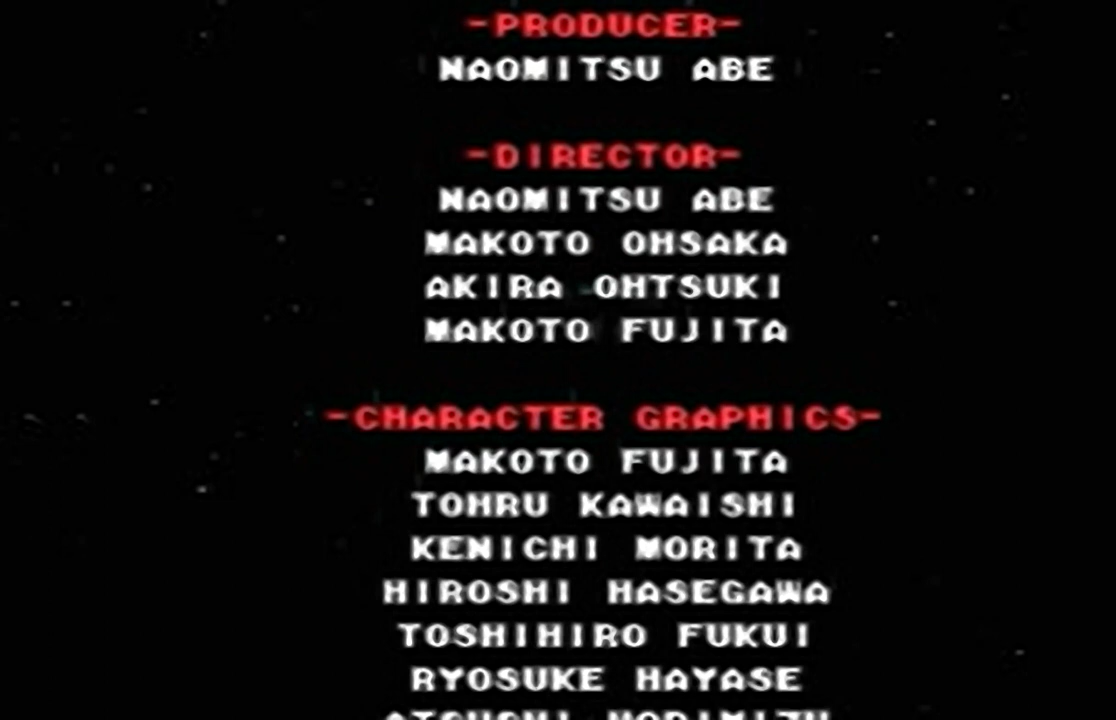 -PRODUCER-
NAOMITSU ABE
-DIRECTOR-
NAOMITSU ABE
MAKOTO OHSAKA
AKIRA OHTSUKI
MAKOTO FUJITA
-CHARACTER GRAPHICS-
MAKOTO FUJITA
TOHRU KAWAISHI
KENICHI MORITA
HIROSHI HASEGAWA
TOSHIHIRO FUKUI
RYOSUKE HAYASE